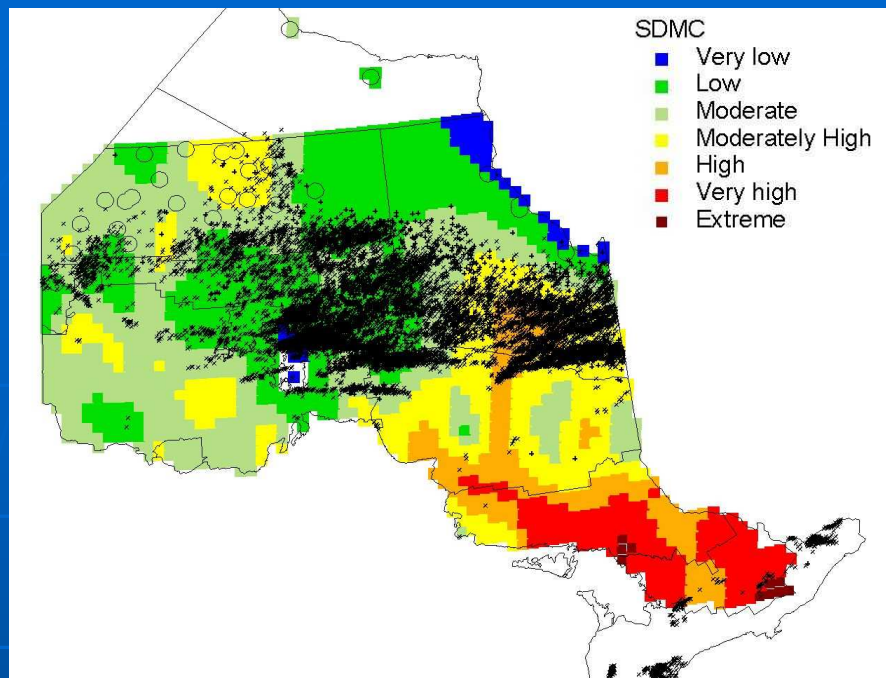 SDMC
Very low
Low
Moderate
Moderately High
High
Very high
Extreme